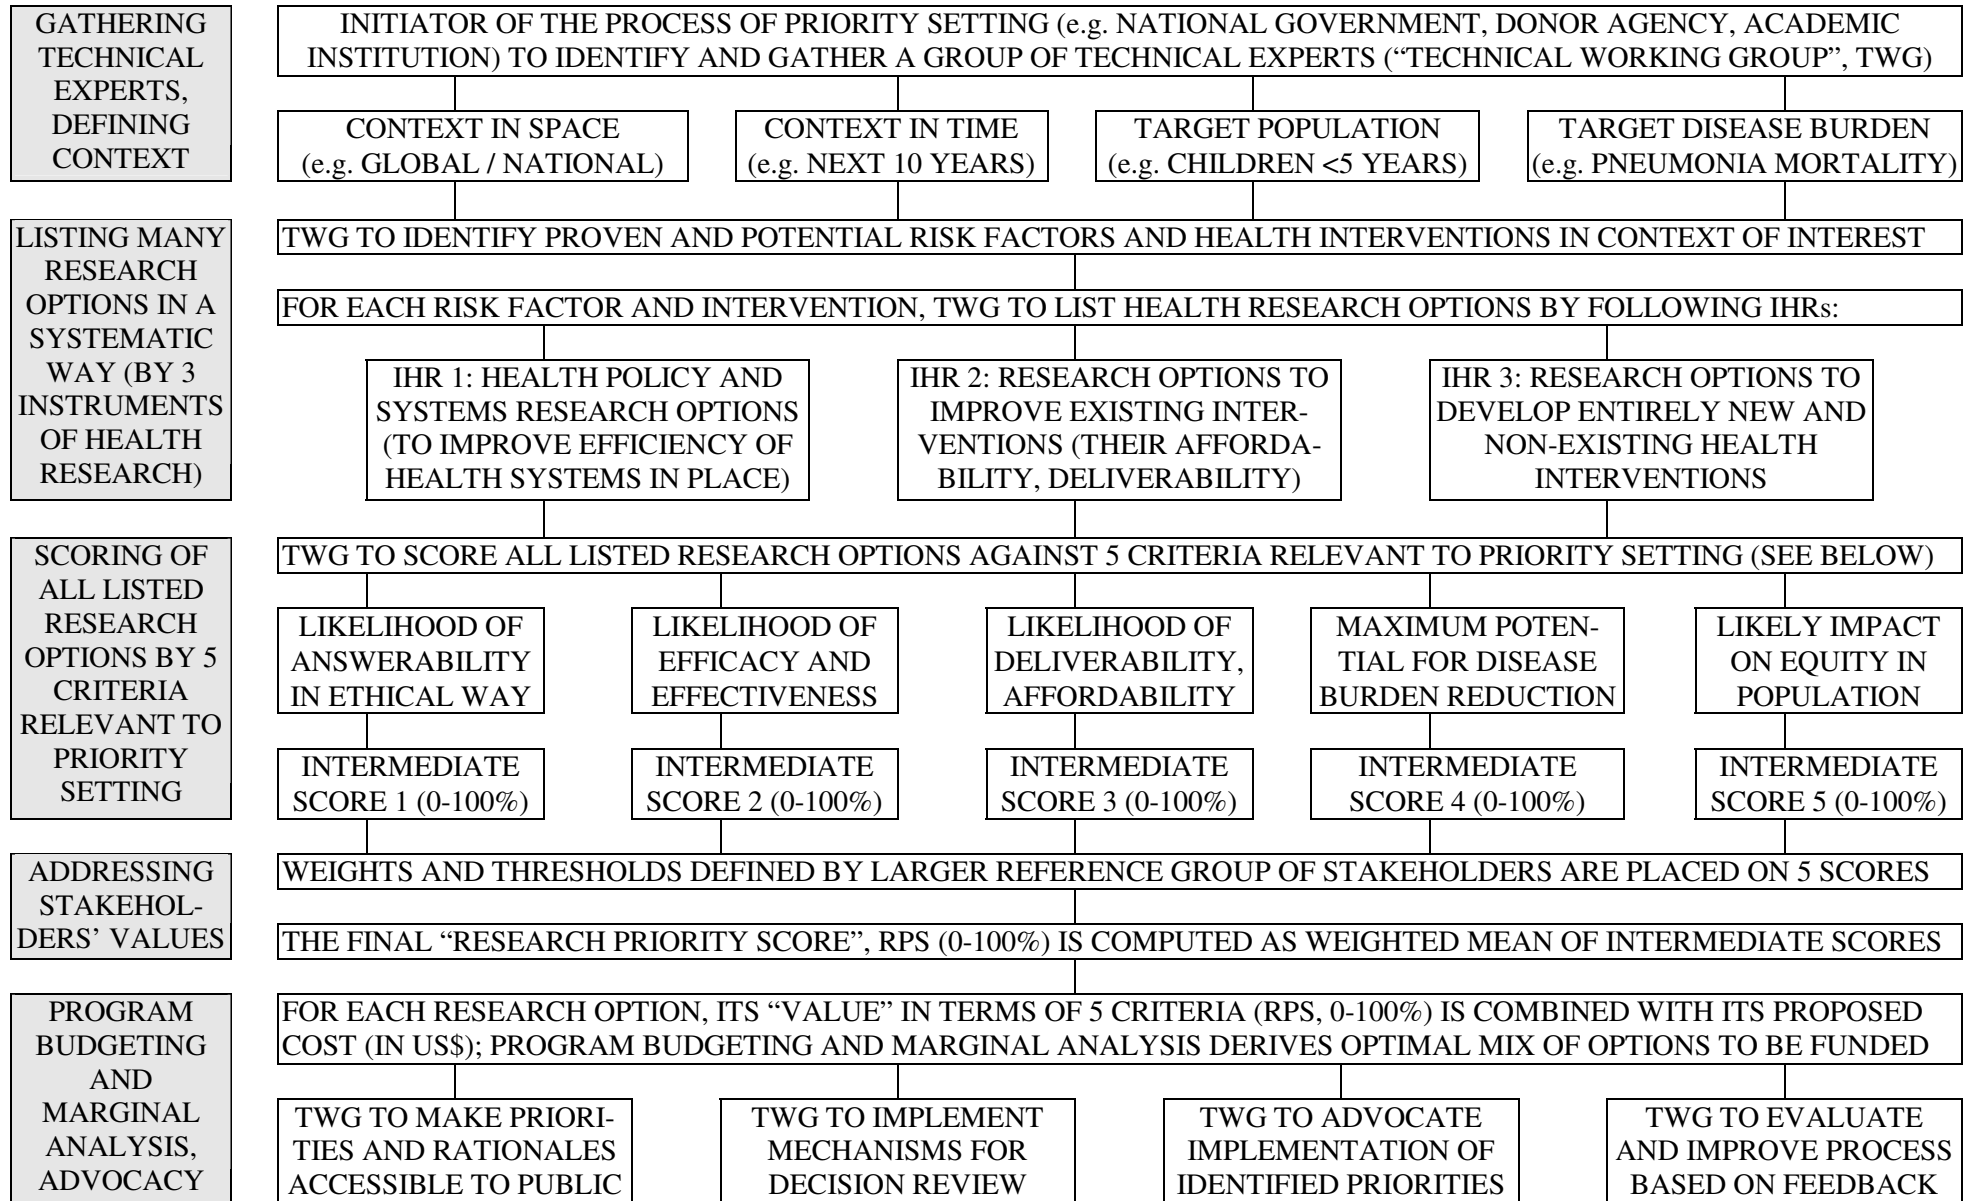 GATHERING
TECHNICAL
EXPERTS,
DEFINING
CONTEXT
INITIATOR OF THE PROCESS OF PRIORITY SETTING (e.g. NATIONAL GOVERNMENT, DONOR AGENCY, ACADEMIC
INSTITUTION) TO IDENTIFY AND GATHER A GROUP OF TECHNICAL EXPERTS (“TECHNICAL WORKING GROUP”, TWG)
CONTEXT IN SPACE
(e.g. GLOBAL / NATIONAL)
CONTEXT IN TIME
(e.g. NEXT 10 YEARS)
TARGET POPULATION
(e.g. CHILDREN <5 YEARS)
TARGET DISEASE BURDEN
(e.g. PNEUMONIA MORTALITY)
LISTING MANY
RESEARCH
OPTIONS IN A
SYSTEMATIC
WAY (BY 3
INSTRUMENTS
OF HEALTH
RESEARCH)
TWG TO IDENTIFY PROVEN AND POTENTIAL RISK FACTORS AND HEALTH INTERVENTIONS IN CONTEXT OF INTEREST
FOR EACH RISK FACTOR AND INTERVENTION, TWG TO LIST HEALTH RESEARCH OPTIONS BY FOLLOWING IHRs:
IHR 1: HEALTH POLICY AND
SYSTEMS RESEARCH OPTIONS
(TO IMPROVE EFFICIENCY OF
HEALTH SYSTEMS IN PLACE)
IHR 2: RESEARCH OPTIONS TO
IMPROVE EXISTING INTER-
VENTIONS (THEIR AFFORDA-
BILITY, DELIVERABILITY)
IHR 3: RESEARCH OPTIONS TO
DEVELOP ENTIRELY NEW AND
NON-EXISTING HEALTH
INTERVENTIONS
SCORING OF
ALL LISTED
RESEARCH
OPTIONS BY 5
CRITERIA
RELEVANT TO
PRIORITY
SETTING
TWG TO SCORE ALL LISTED RESEARCH OPTIONS AGAINST 5 CRITERIA RELEVANT TO PRIORITY SETTING (SEE BELOW)
LIKELIHOOD OF
ANSWERABILITY
IN ETHICAL WAY
LIKELIHOOD OF
EFFICACY AND
EFFECTIVENESS
LIKELIHOOD OF
DELIVERABILITY,
AFFORDABILITY
MAXIMUM POTEN-
TIAL FOR DISEASE
BURDEN REDUCTION
LIKELY IMPACT
ON EQUITY IN
POPULATION
INTERMEDIATE
SCORE 1 (0-100%)
INTERMEDIATE
SCORE 2 (0-100%)
INTERMEDIATE
SCORE 3 (0-100%)
INTERMEDIATE
SCORE 4 (0-100%)
INTERMEDIATE
SCORE 5 (0-100%)
ADDRESSING
STAKEHOL-
DERS’ VALUES
WEIGHTS AND THRESHOLDS DEFINED BY LARGER REFERENCE GROUP OF STAKEHOLDERS ARE PLACED ON 5 SCORES
THE FINAL “RESEARCH PRIORITY SCORE”, RPS (0-100%) IS COMPUTED AS WEIGHTED MEAN OF INTERMEDIATE SCORES
PROGRAM
BUDGETING
AND
MARGINAL
ANALYSIS,
ADVOCACY
FOR EACH RESEARCH OPTION, ITS “VALUE” IN TERMS OF 5 CRITERIA (RPS, 0-100%) IS COMBINED WITH ITS PROPOSED
COST (IN US$); PROGRAM BUDGETING AND MARGINAL ANALYSIS DERIVES OPTIMAL MIX OF OPTIONS TO BE FUNDED
TWG TO MAKE PRIORI-
TIES AND RATIONALES
ACCESSIBLE TO PUBLIC
TWG TO IMPLEMENT
MECHANISMS FOR
DECISION REVIEW
TWG TO ADVOCATE
IMPLEMENTATION OF
IDENTIFIED PRIORITIES
TWG TO EVALUATE
AND IMPROVE PROCESS
BASED ON FEEDBACK